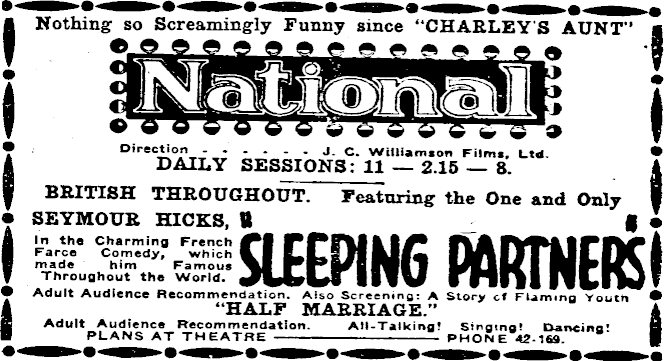 Nothing so Screamingly Funny since "CHARLEY'S AUNT"
National
Direction - - - - - - J. C. Williamson Films, Ltd.
DAILY SESSIONS: 11 — 2.15 — 8.
BRITISH THROUGHOUT. Featuring the One and Only
SEYMOUR HICKS,
In the Charming French
Farce Comedy, which
made him Famous
Throughout the World.
"SLEEPING PARTNERS"
Adult Audience Recommendation. Also Screening: A Story of Flaming Youth
"HALF MARRIAGE."
Adult Audience Recommendation. All-Talking! Singing! Dancing!
PLANS AT THEATRE — PHONE 42-169.